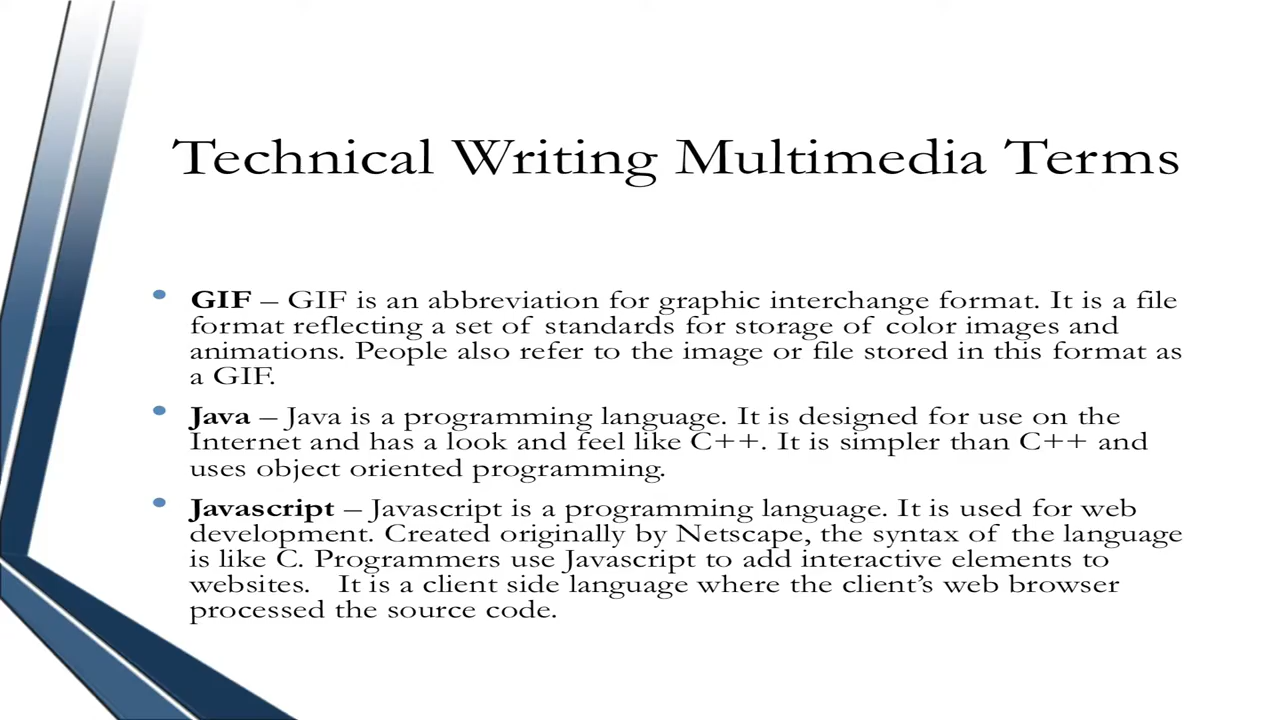 Technical Writing Multimedia Terms
• GIF – GIF is an abbreviation for graphic interchange format. It is a file
format reflecting a set of standards for storage of color images and
animations. People also refer to the image or file stored in this format as
a GIF.
• Java – Java is a programming language. It is designed for use on the
Internet and has a look and feel like C++. It is simpler than C++ and
uses object oriented programming.
• Javascript – Javascript is a programming language. It is used for web
development. Created originally by Netscape, the syntax of the language
is like C. Programmers use Javascript to add interactive elements to
websites.   It is a client side language where the client’s web browser
processed the source code.